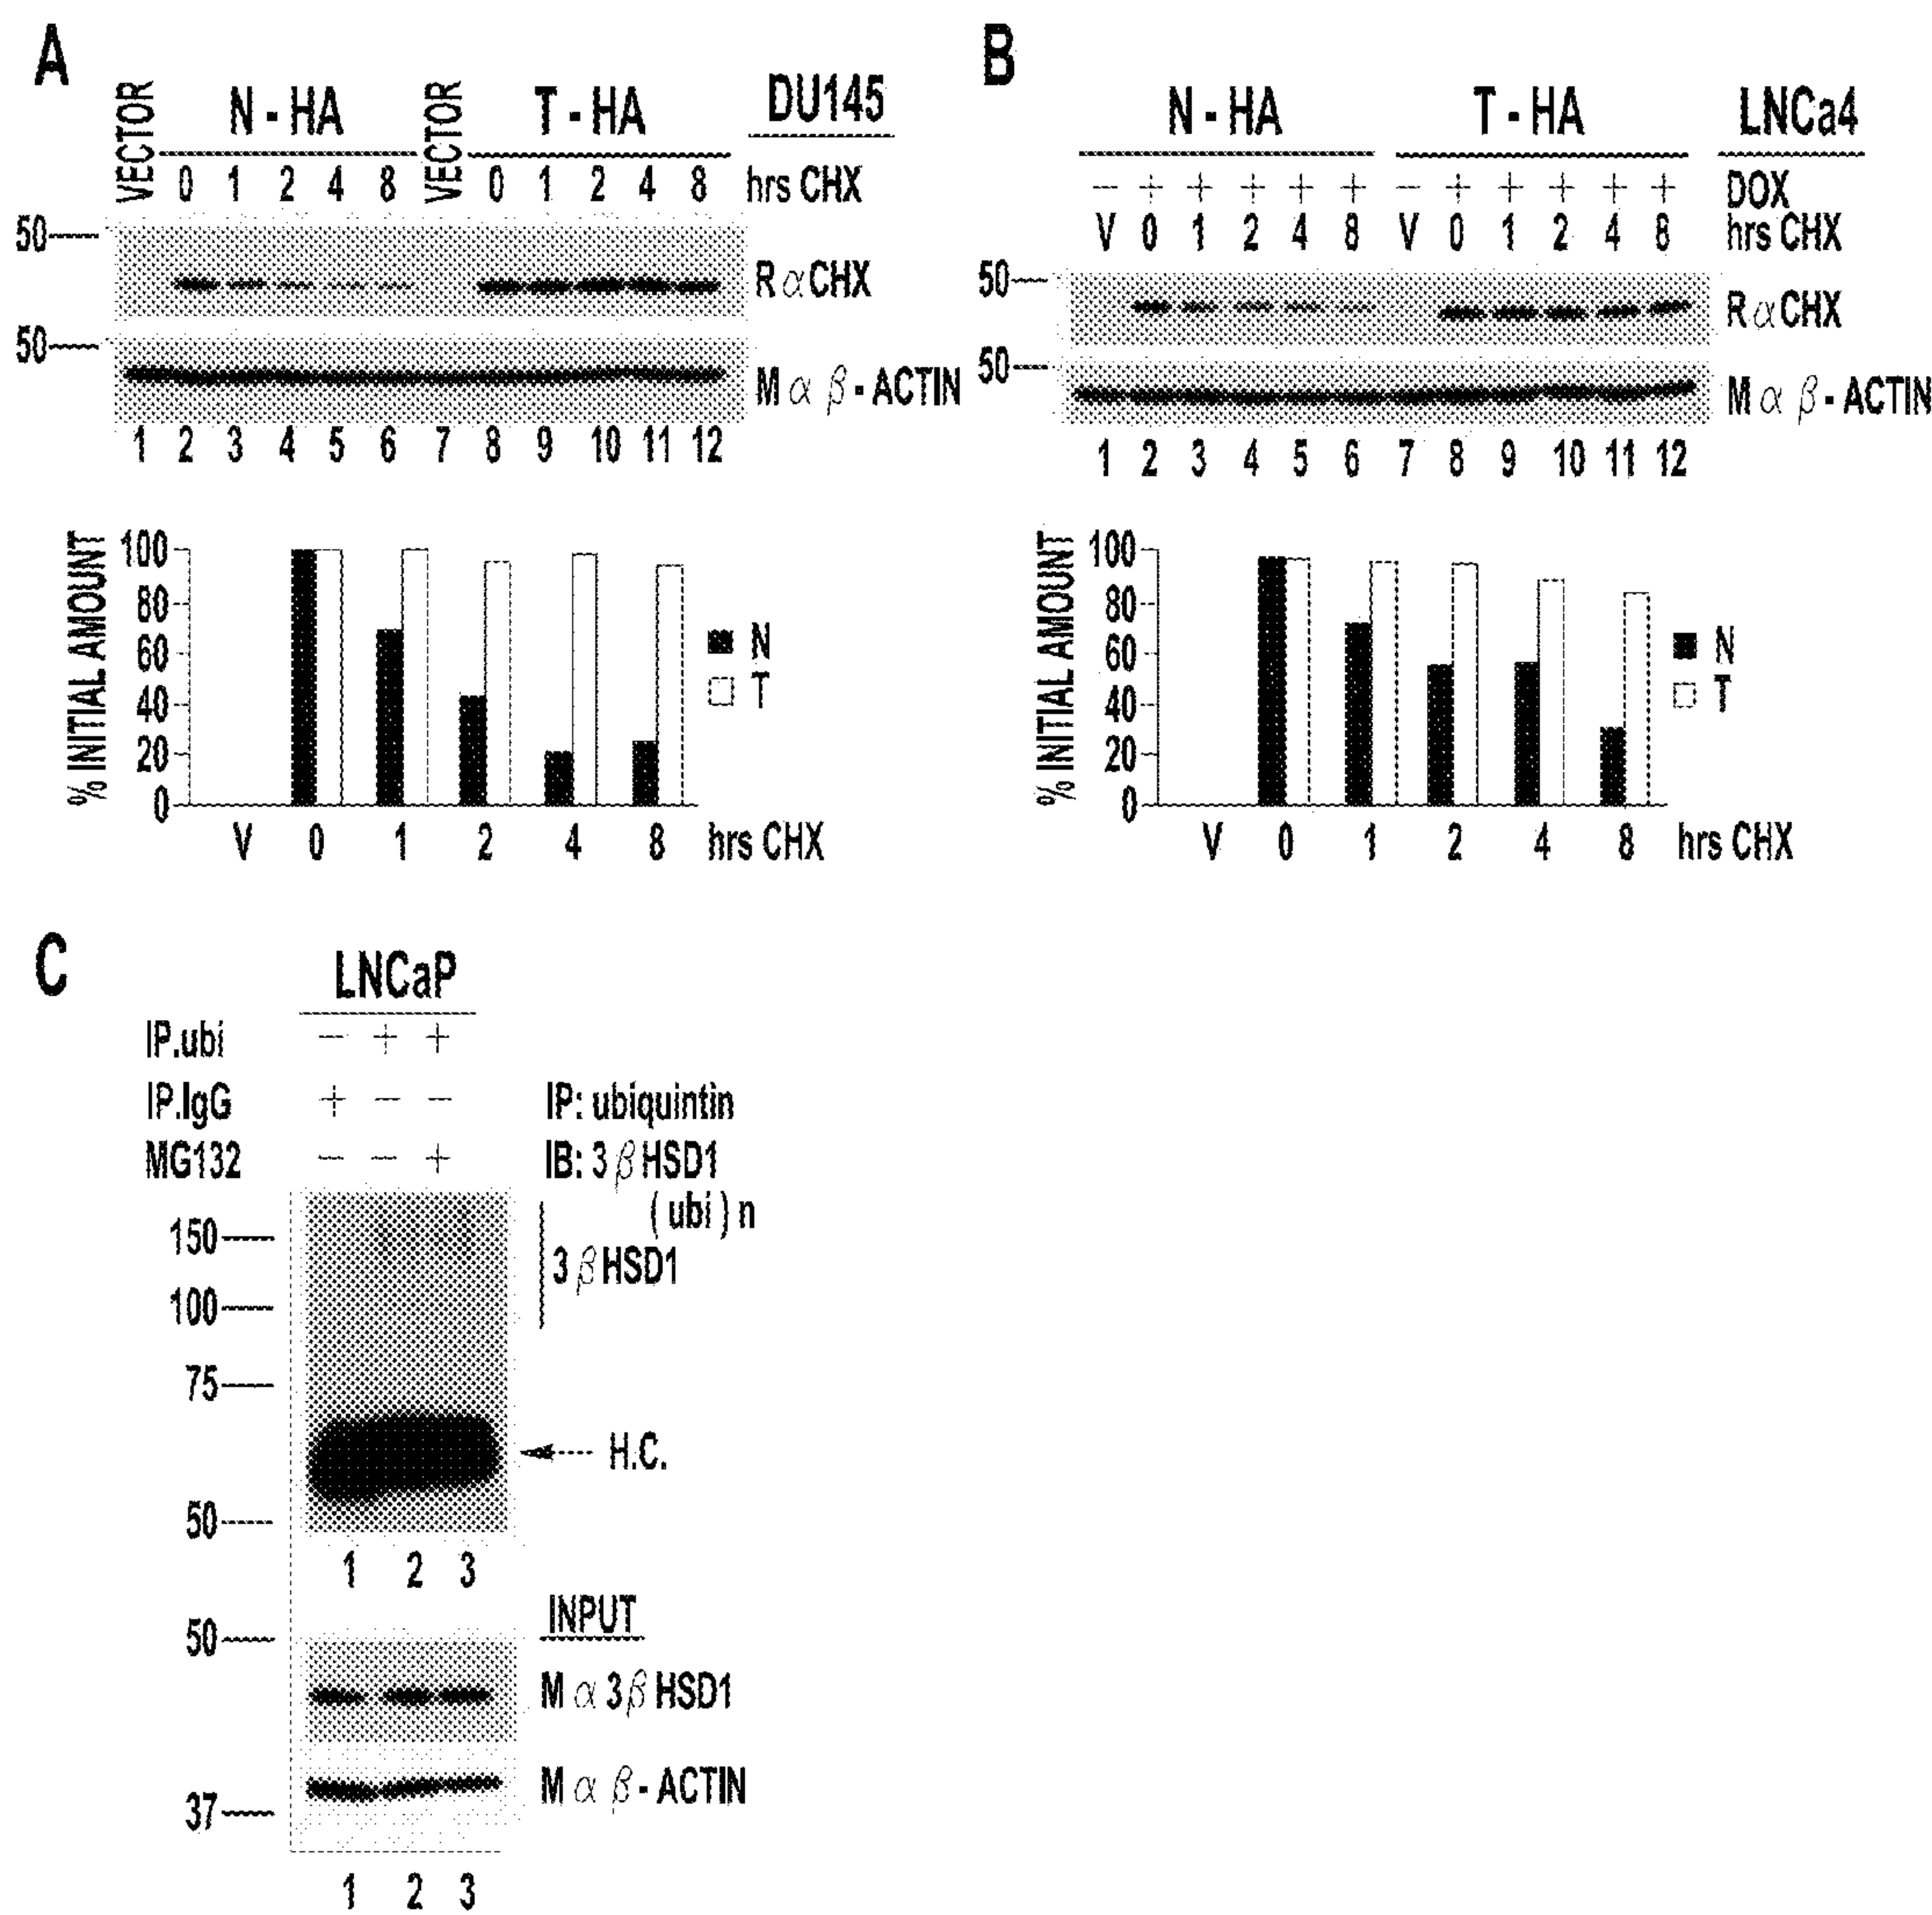 A
VECTOR N - HA VECTOR T - HA DU145
0 1 2 4 8 0 1 2 4 8 hrs CHX
50
R α CHX
50
M α β - ACTIN
1 2 3 4 5 6 7 8 9 10 11 12
% INITIAL AMOUNT
100
80
60
40
20
0
N
T
V 0 1 2 4 8 hrs CHX
B
N - HA T - HA LNCa4
− + + + + + − + + + + + DOX
V 0 1 2 4 8 V 0 1 2 4 8 hrs CHX
50
R α CHX
50
M α β - ACTIN
1 2 3 4 5 6 7 8 9 10 11 12
% INITIAL AMOUNT
100
80
60
40
20
0
N
T
V 0 1 2 4 8 hrs CHX
C
LNCaP
IP.ubi − + +
IP.IgG + − − IP: ubiquintin
MG132 − − + IB: 3 β HSD1
( ubi ) n
150
3 β HSD1
100
75
H.C.
50
1 2 3
INPUT
50
M α 3 β HSD1
M α β - ACTIN
37
1 2 3